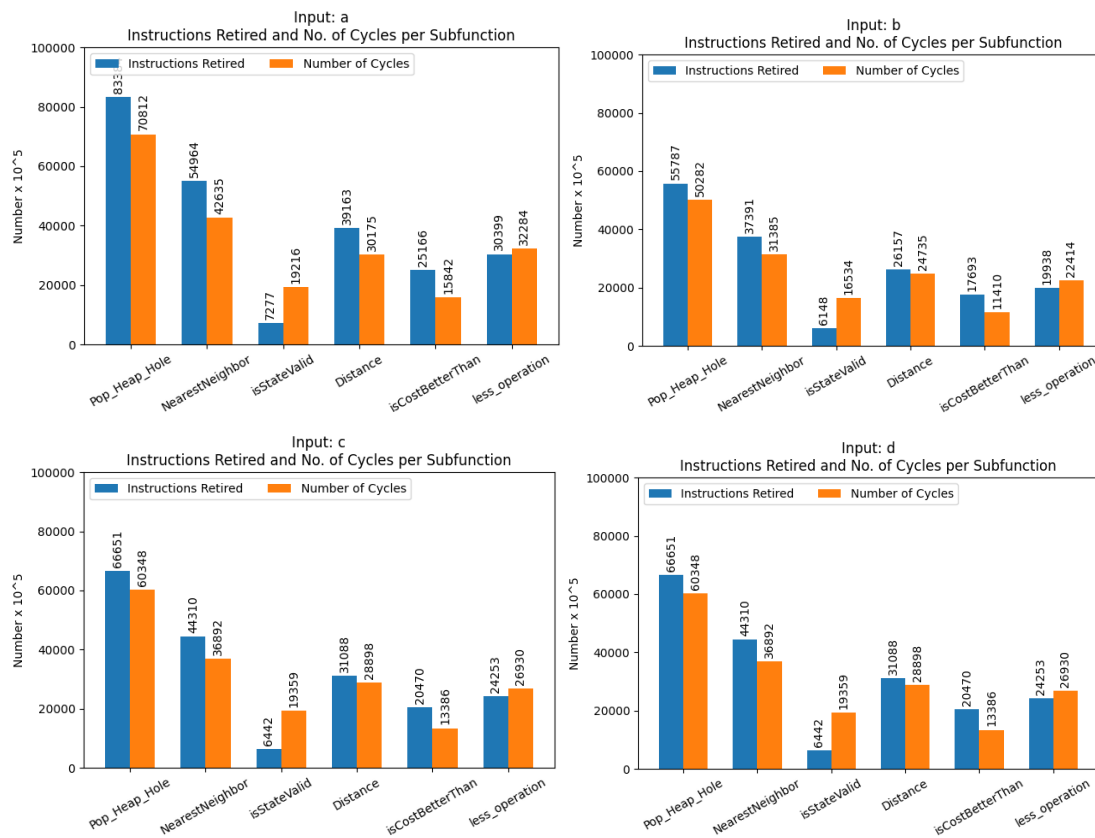 Input: a
Instructions Retired and No. of Cycles per Subfunction
Instructions Retired
Number of Cycles
Number x 10^5
100000
80000
60000
40000
20000
0
70812
54964
42635
7277
19216
39163
30175
25166
15842
30399
32284
Pop_Heap_Hole
NearestNeighbor
isStateValid
Distance
isCostBetterThan
less_operation
Input: b
Instructions Retired and No. of Cycles per Subfunction
Instructions Retired
Number of Cycles
Number x 10^5
100000
80000
60000
40000
20000
0
55787
50282
37391
31385
6148
16534
26157
24735
17693
11410
19938
22414
Pop_Heap_Hole
NearestNeighbor
isStateValid
Distance
isCostBetterThan
less_operation
Input: c
Instructions Retired and No. of Cycles per Subfunction
Instructions Retired
Number of Cycles
Number x 10^5
100000
80000
60000
40000
20000
0
66651
60348
44310
36892
6442
19359
31088
28898
20470
13386
24253
26930
Pop_Heap_Hole
NearestNeighbor
isStateValid
Distance
isCostBetterThan
less_operation
Input: d
Instructions Retired and No. of Cycles per Subfunction
Instructions Retired
Number of Cycles
Number x 10^5
100000
80000
60000
40000
20000
0
66651
60348
44310
36892
6442
19359
31088
28898
20470
13386
24253
26930
Pop_Heap_Hole
NearestNeighbor
isStateValid
Distance
isCostBetterThan
less_operation